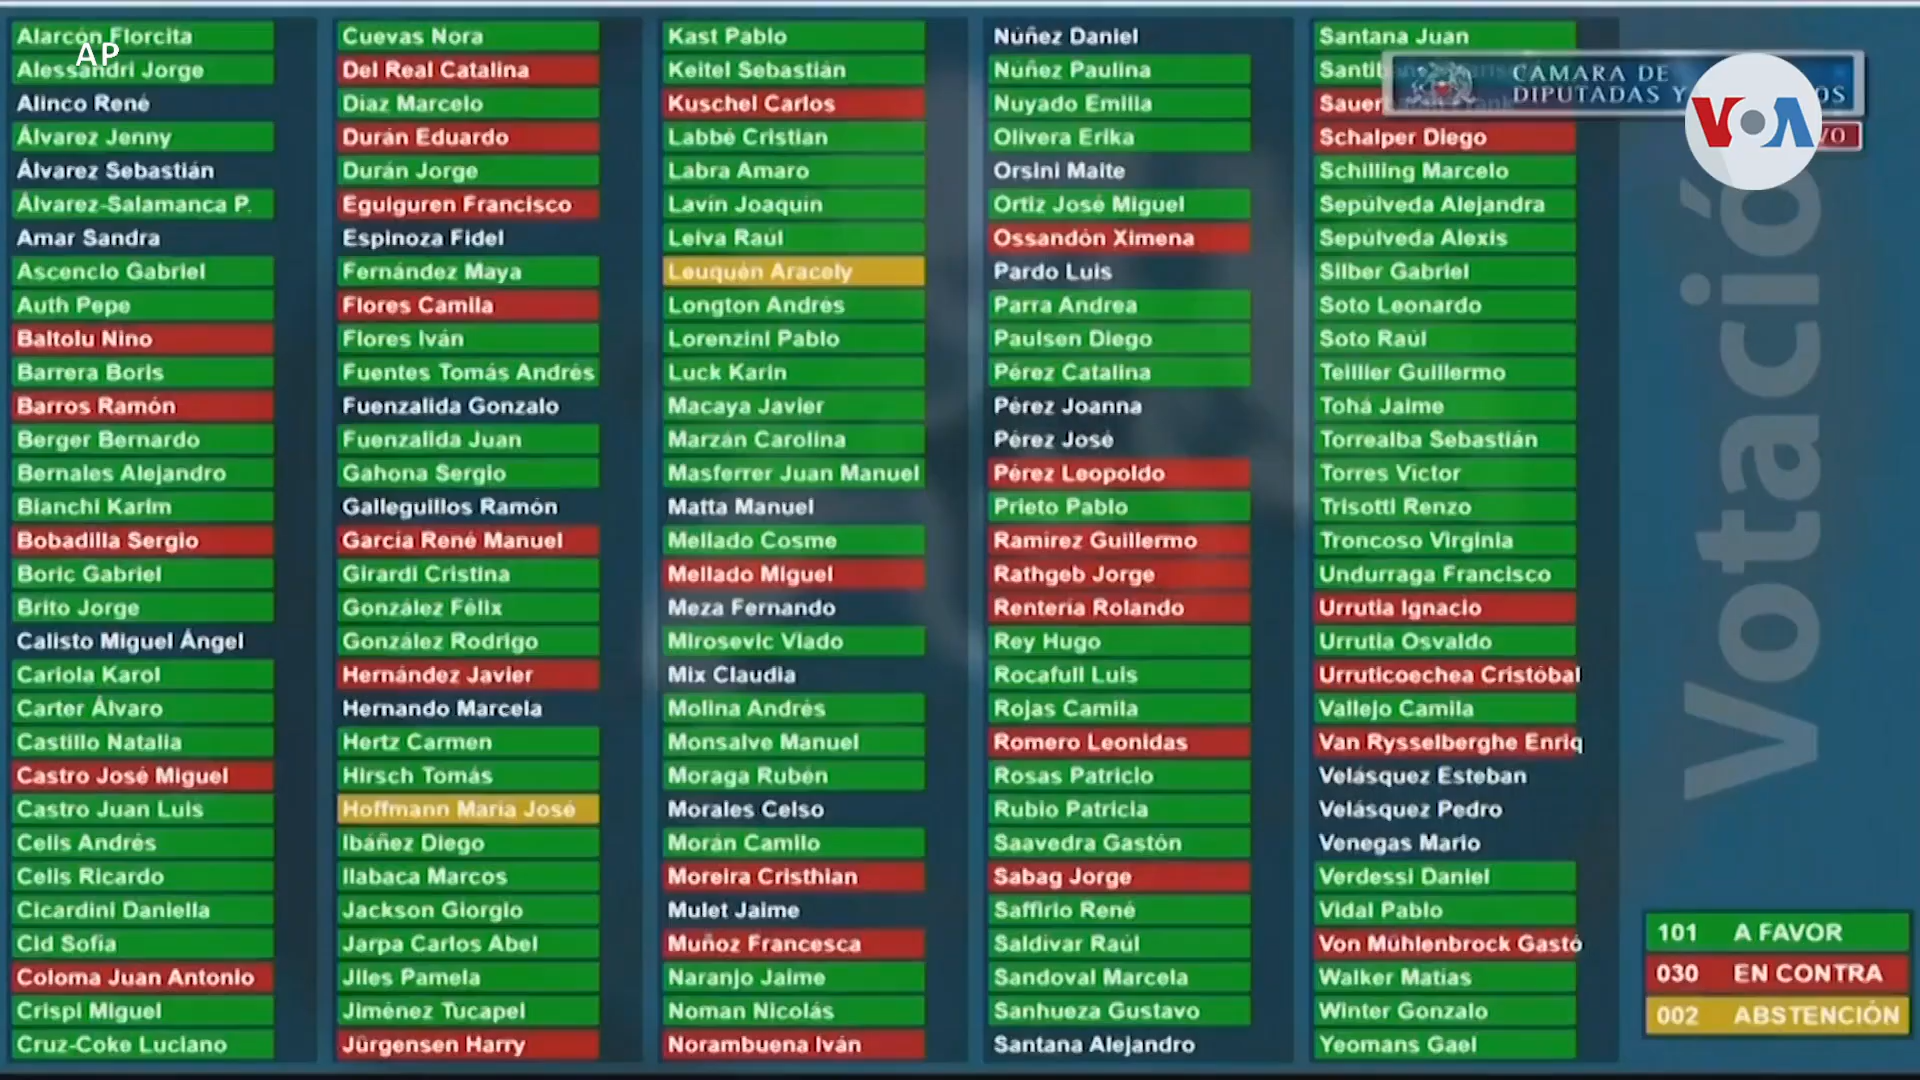 AP
Alarcón Florcita
Alessandri Jorge
Alinco René
Álvarez Jenny
Álvarez Sebastián
Álvarez-Salamanca P.
Amar Sandra
Ascencio Gabriel
Auth Pepe
Baltolu Nino
Barrera Boris
Barros Ramón
Berger Bernardo
Bernales Alejandro
Bianchi Karim
Bobadilla Sergio
Boric Gabriel
Brito Jorge
Calisto Miguel Ángel
Cariola Karol
Carter Álvaro
Castillo Natalia
Castro José Miguel
Castro Juan Luis
Celis Andrés
Celis Ricardo
Cicardini Daniella
Cid Sofía
Coloma Juan Antonio
Crispi Miguel
Cruz-Coke Luciano
Cuevas Nora
Del Real Catalina
Díaz Marcelo
Durán Eduardo
Durán Jorge
Eguiguren Francisco
Espinoza Fidel
Fernández Maya
Flores Camila
Flores Iván
Fuentes Tomás Andrés
Fuenzalida Gonzalo
Fuenzalida Juan
Gahona Sergio
Galleguillos Ramón
García René Manuel
Girardi Cristina
González Félix
González Rodrigo
Hernández Javier
Hernando Marcela
Hertz Carmen
Hirsch Tomás
Hoffmann María José
Ibáñez Diego
Ilabaca Marcos
Jackson Giorgio
Jarpa Carlos Abel
Jiles Pamela
Jiménez Tucapel
Jürgensen Harry
Kast Pablo
Keitel Sebastián
Kuschel Carlos
Labbé Cristian
Labra Amaro
Lavín Joaquín
Leiva Raúl
Leuquén Aracely
Longton Andrés
Lorenzini Pablo
Luck Karin
Macaya Javier
Marzán Carolina
Masferrer Juan Manuel
Matta Manuel
Mellado Cosme
Mellado Miguel
Meza Fernando
Mirosevic Vlado
Mix Claudia
Molina Andrés
Monsalve Manuel
Moraga Rubén
Morales Celso
Morán Camilo
Moreira Cristhian
Mulet Jaime
Muñoz Francesca
Naranjo Jaime
Noman Nicolás
Norambuena Iván
Núñez Daniel
Núñez Paulina
Nuyado Emilia
Olivera Erika
Orsini Maite
Ortiz José Miguel
Ossandón Ximena
Pardo Luis
Parra Andrea
Paulsen Diego
Pérez Catalina
Pérez Joanna
Pérez José
Pérez Leopoldo
Prieto Pablo
Ramírez Guillermo
Rathgeb Jorge
Rentería Rolando
Rey Hugo
Rocafull Luis
Rojas Camila
Romero Leonidas
Rosas Patricio
Rubio Patricia
Saavedra Gastón
Sabag Jorge
Saffirio René
Saldívar Raúl
Sandoval Marcela
Sanhueza Gustavo
Santana Alejandro
Santana Juan
Schalper Diego
Schilling Marcelo
Sepúlveda Alejandra
Sepúlveda Alexis
Silber Gabriel
Soto Leonardo
Soto Raúl
Teillier Guillermo
Tohá Jaime
Torrealba Sebastián
Torres Víctor
Trisotti Renzo
Troncoso Virginia
Undurraga Francisco
Urrutia Ignacio
Urrutia Osvaldo
Urruticoechea Cristóbal
Vallejo Camila
Van Rysselberghe Enriq
Velásquez Esteban
Velásquez Pedro
Venegas Mario
Verdessi Daniel
Vidal Pablo
Von Mühlenbrock Gastó
Walker Matías
Winter Gonzalo
Yeomans Gael
CÁMARA DE
DIPUTADAS Y
VOA
Votación
101 A FAVOR
030 EN CONTRA
002 ABSTENCIÓN